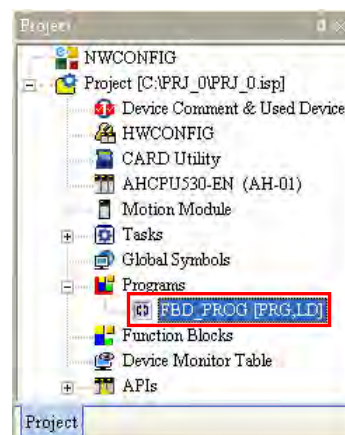 Project
NWCONFIG
Project [C:\PRJ_0\PRJ_0.isp]
Device Comment & Used Device
HWCONFIG
CARD Utility
AHCPU530-EN (AH-01)
Motion Module
Tasks
Global Symbols
Programs
FBD_PROG [PRG,LD]
Function Blocks
Device Monitor Table
APIs
Project